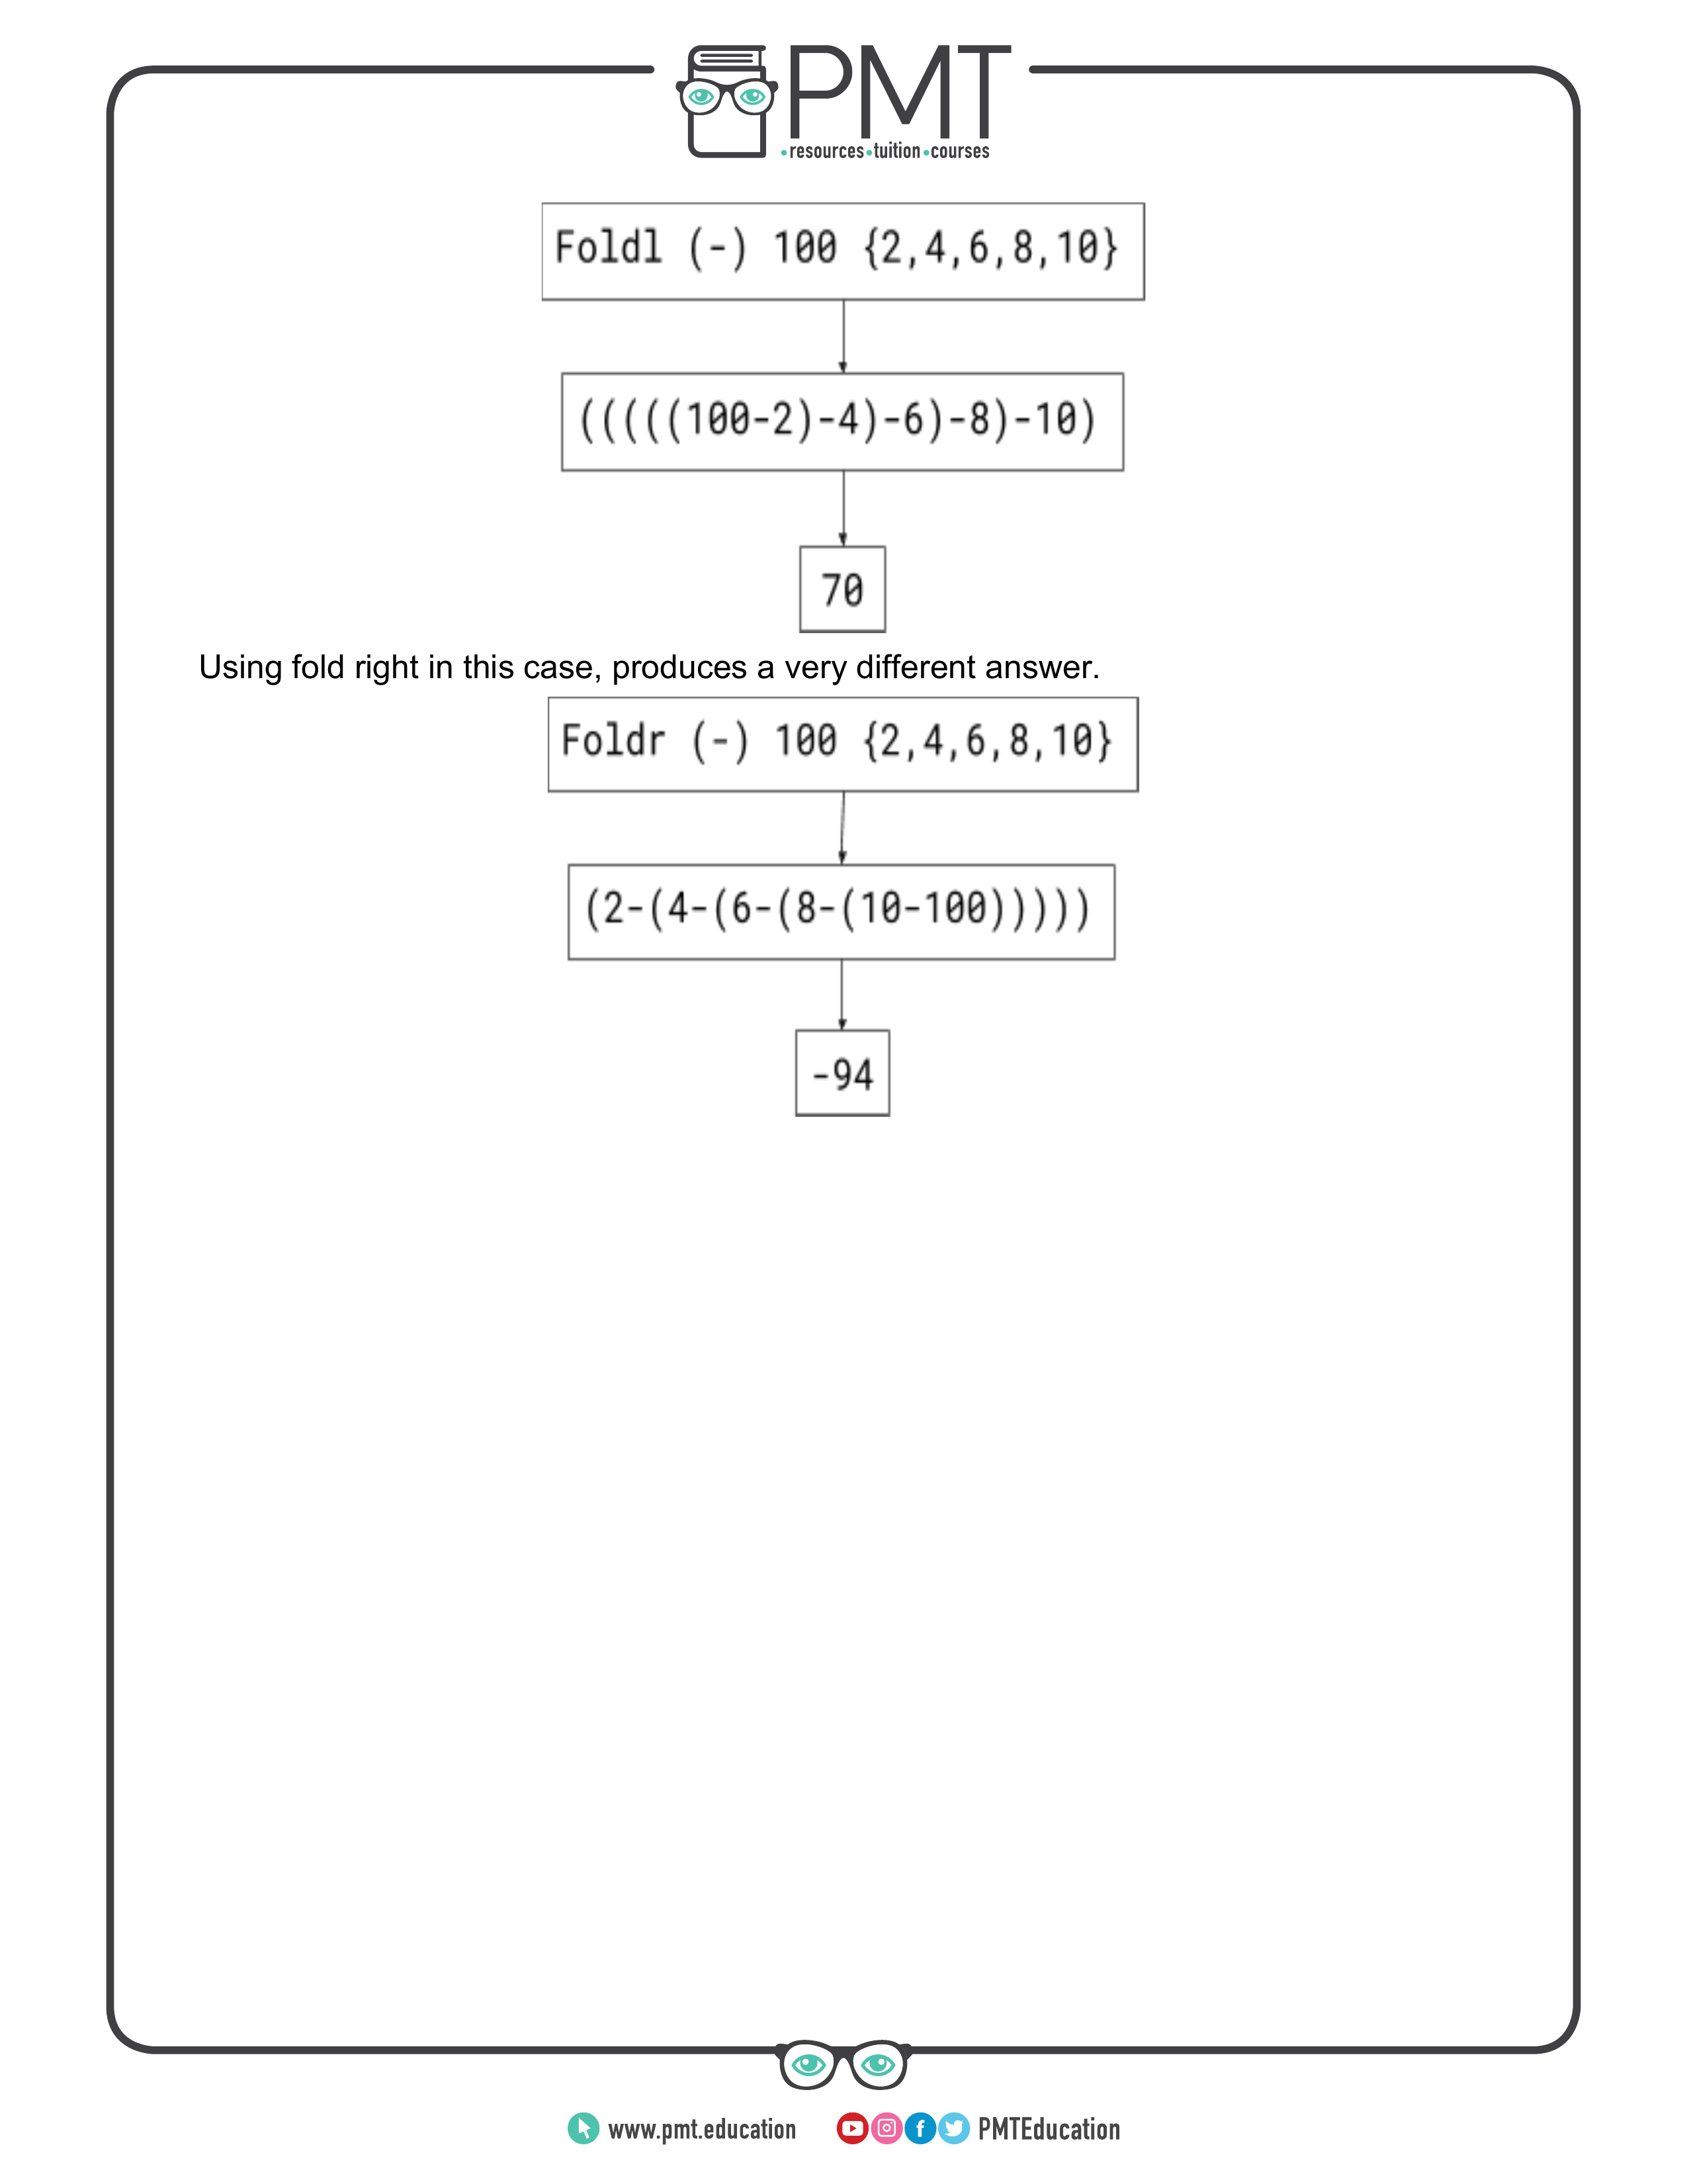 PMT
•resources•tuition•courses
Foldl (-) 100 {2,4,6,8,10}
(((((100-2)-4)-6)-8)-10)
70
Using fold right in this case, produces a very different answer.
Foldr (-) 100 {2,4,6,8,10}
(2-(4-(6-(8-(10-100)))))
-94
www.pmt.education PMTEducation